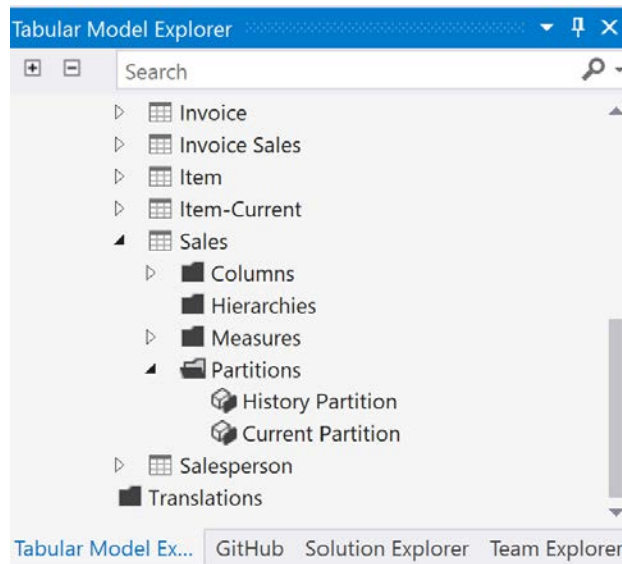 Tabular Model Explorer
Search
Invoice
Invoice Sales
Item
Item-Current
Sales
Columns
Hierarchies
Measures
Partitions
History Partition
Current Partition
Salesperson
Translations
Tabular Model Ex... GitHub Solution Explorer Team Explorer